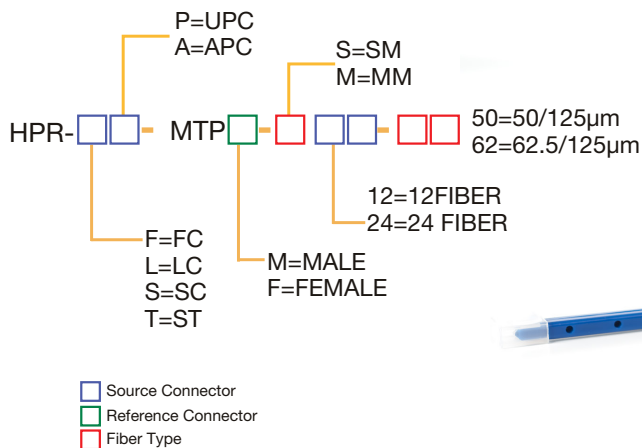 P=UPC
A=APC
S=SM
M=MM
HPR- - MTP - -
50=50/125µm
62=62.5/125µm
12=12FIBER
24=24 FIBER
F=FC
L=LC
S=SC
T=ST
M=MALE
F=FEMALE
Source Connector
Reference Connector
Fiber Type